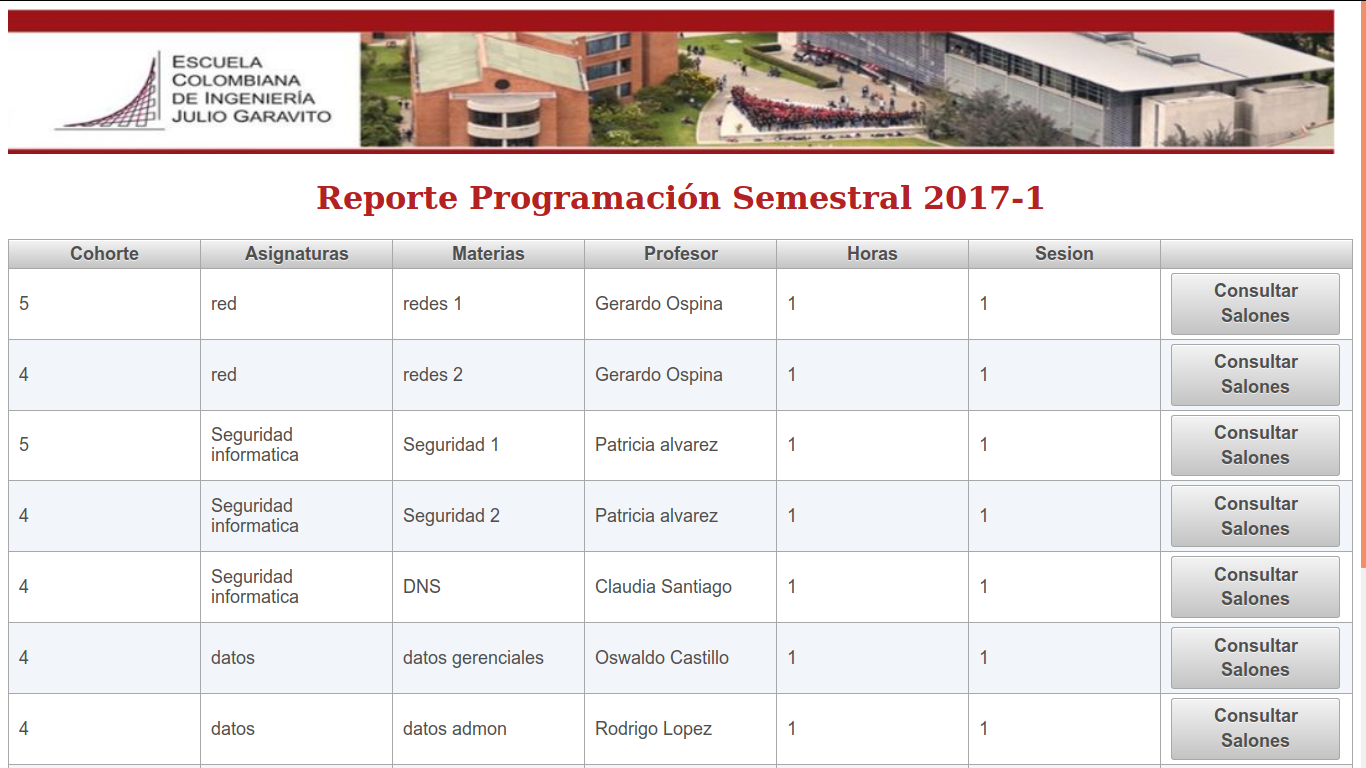 ESCUELA
COLOMBIANA
DE INGENIERÍA
JULIO GARAVITO
Reporte Programación Semestral 2017-1
Cohorte Asignaturas Materias Profesor Horas Sesion
5 red redes 1 Gerardo Ospina 1 1 Consultar Salones
4 red redes 2 Gerardo Ospina 1 1 Consultar Salones
5 Seguridad informatica Seguridad 1 Patricia alvarez 1 1 Consultar Salones
4 Seguridad informatica Seguridad 2 Patricia alvarez 1 1 Consultar Salones
4 Seguridad informatica DNS Claudia Santiago 1 1 Consultar Salones
4 datos datos gerenciales Oswaldo Castillo 1 1 Consultar Salones
4 datos datos admon Rodrigo Lopez 1 1 Consultar Salones